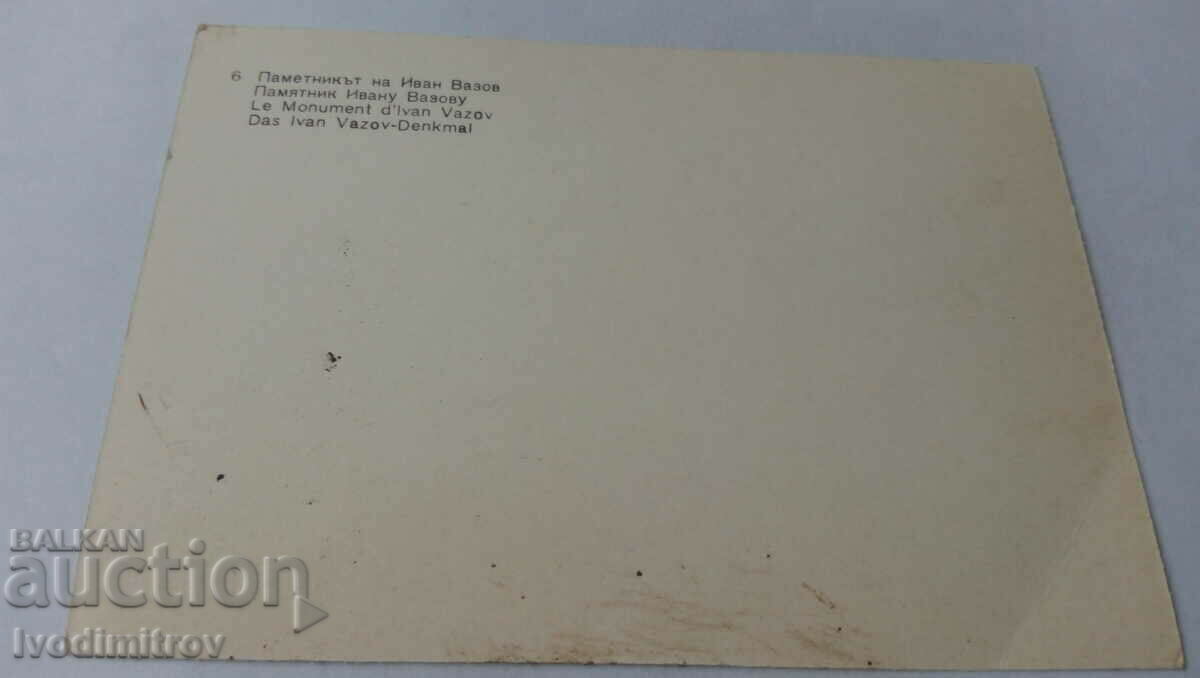 6 Паметникът на Иван Вазов
Памятник Ивану Вазову
Le Monument d'Ivan Vazov
Das Ivan Vazov-Denkmal
BALKAN
auction
Ivodimitrov